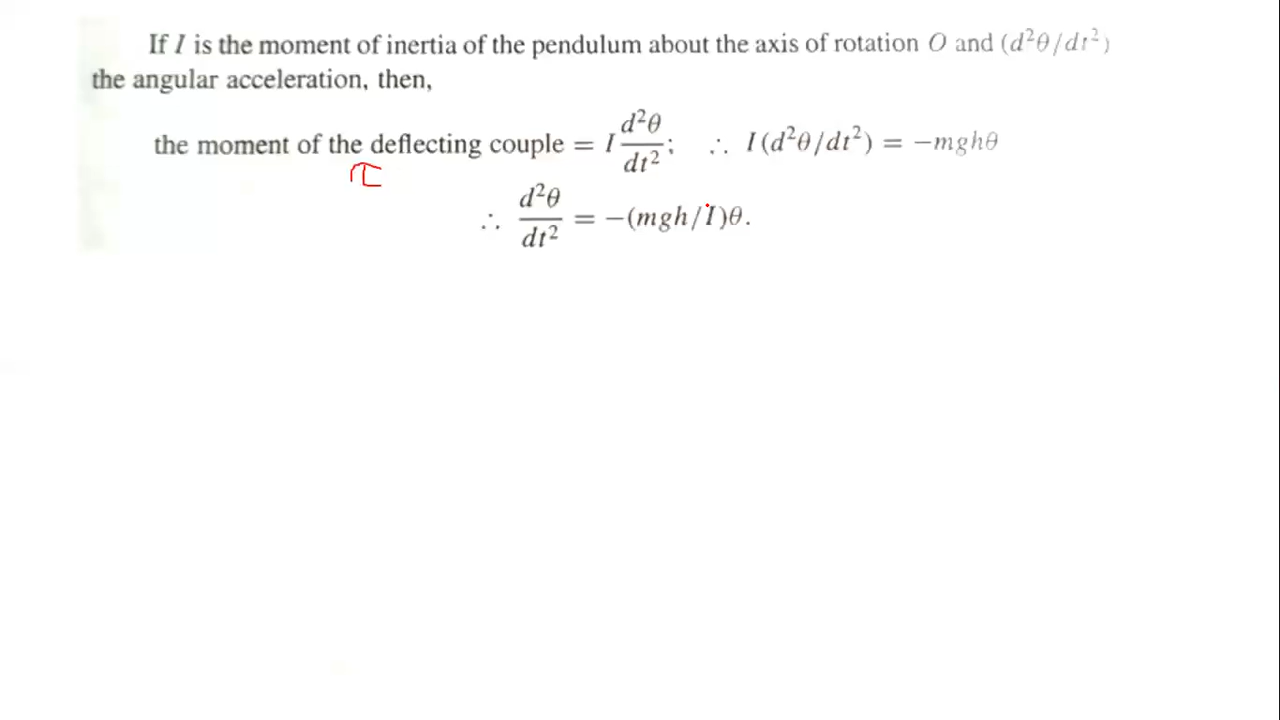 If I is the moment of inertia of the pendulum about the axis of rotation O and (d²θ/dt²)
the angular acceleration, then,
the moment of the deflecting couple = I d²θ/dt²; ∴ I(d²θ/dt²) = −mghθ
τ
∴ d²θ/dt² = −(mgh/I)θ.